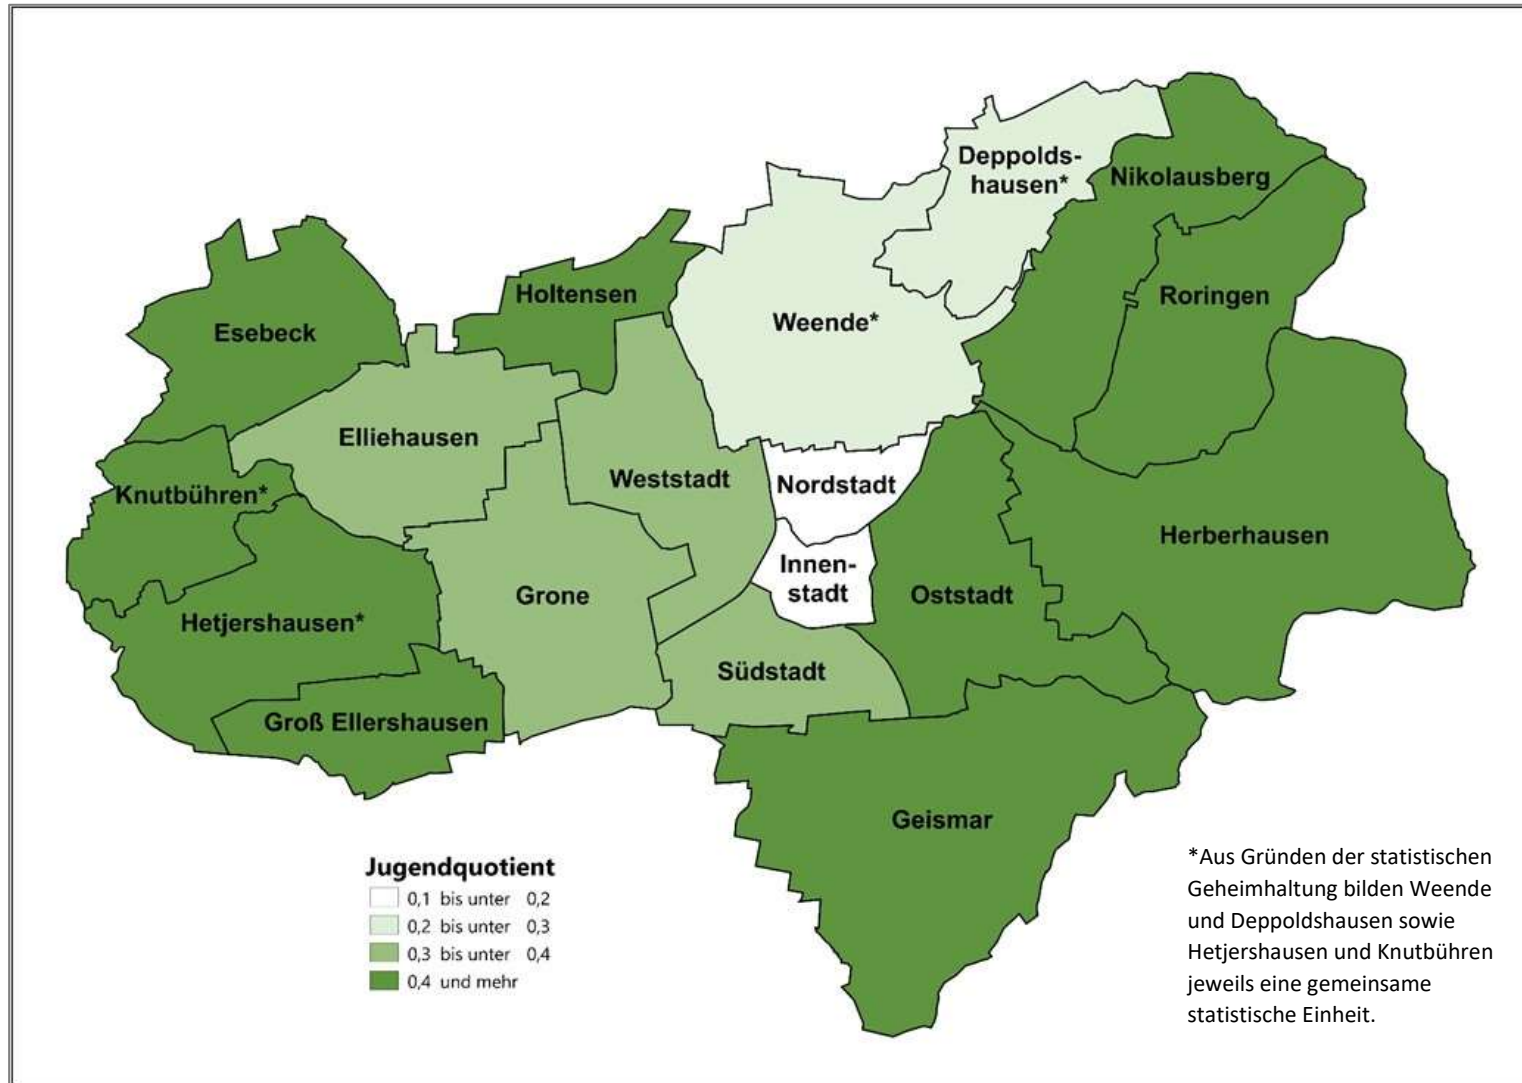 Deppolds-
hausen*
Nikolausberg
Holtensen
Roringen
Esebeck
Weende*
Elliehausen
Weststadt
Nordstadt
Knutbühren*
Herberhausen
Innen-
stadt
Grone
Oststadt
Hetjershausen*
Südstadt
Groß Ellershausen
Geismar
Jugendquotient
0,1 bis unter 0,2
0,2 bis unter 0,3
0,3 bis unter 0,4
0,4 und mehr
*Aus Gründen der statistischen
Geheimhaltung bilden Weende
und Deppoldshausen sowie
Hetjershausen und Knutbühren
jeweils eine gemeinsame
statistische Einheit.